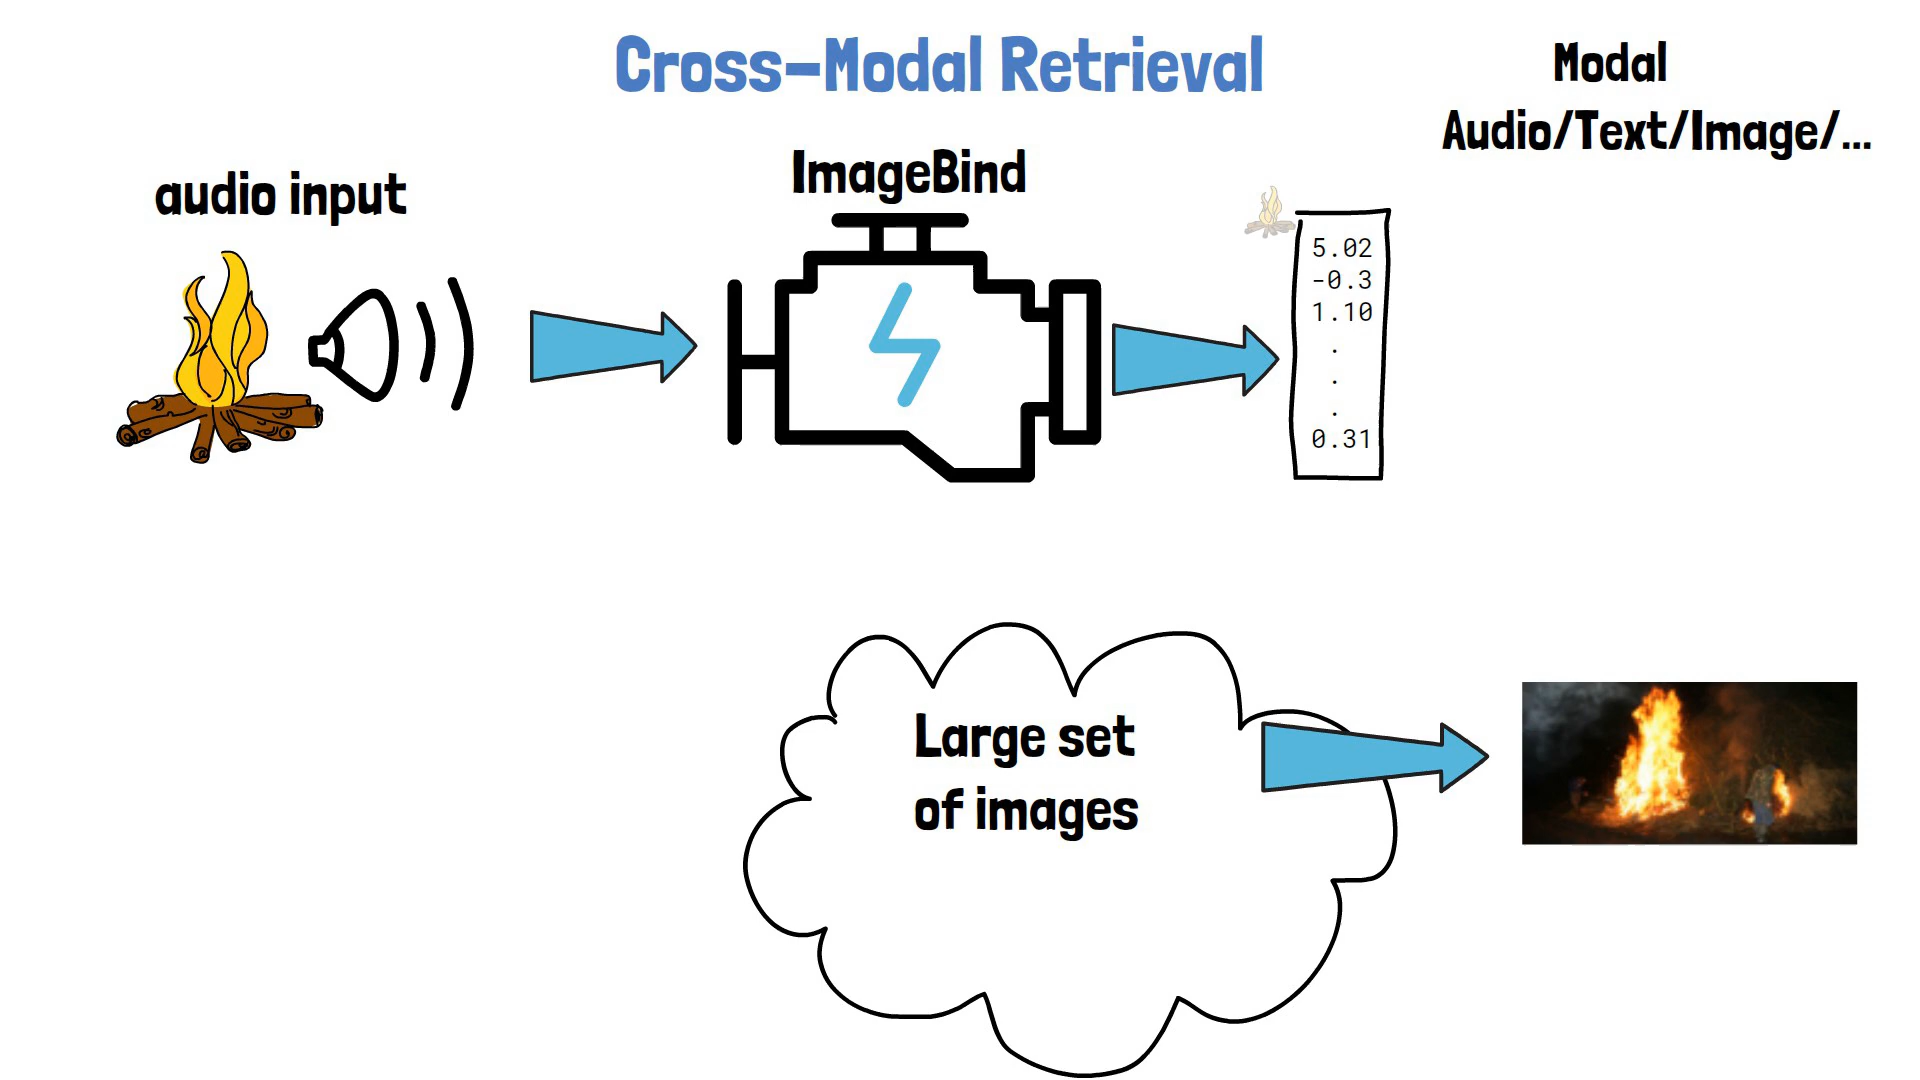 Cross-Modal Retrieval
Modal
Audio/Text/Image/...
audio input
ImageBind
5.02
-0.3
1.10
.
.
.
0.31
Large set
of images